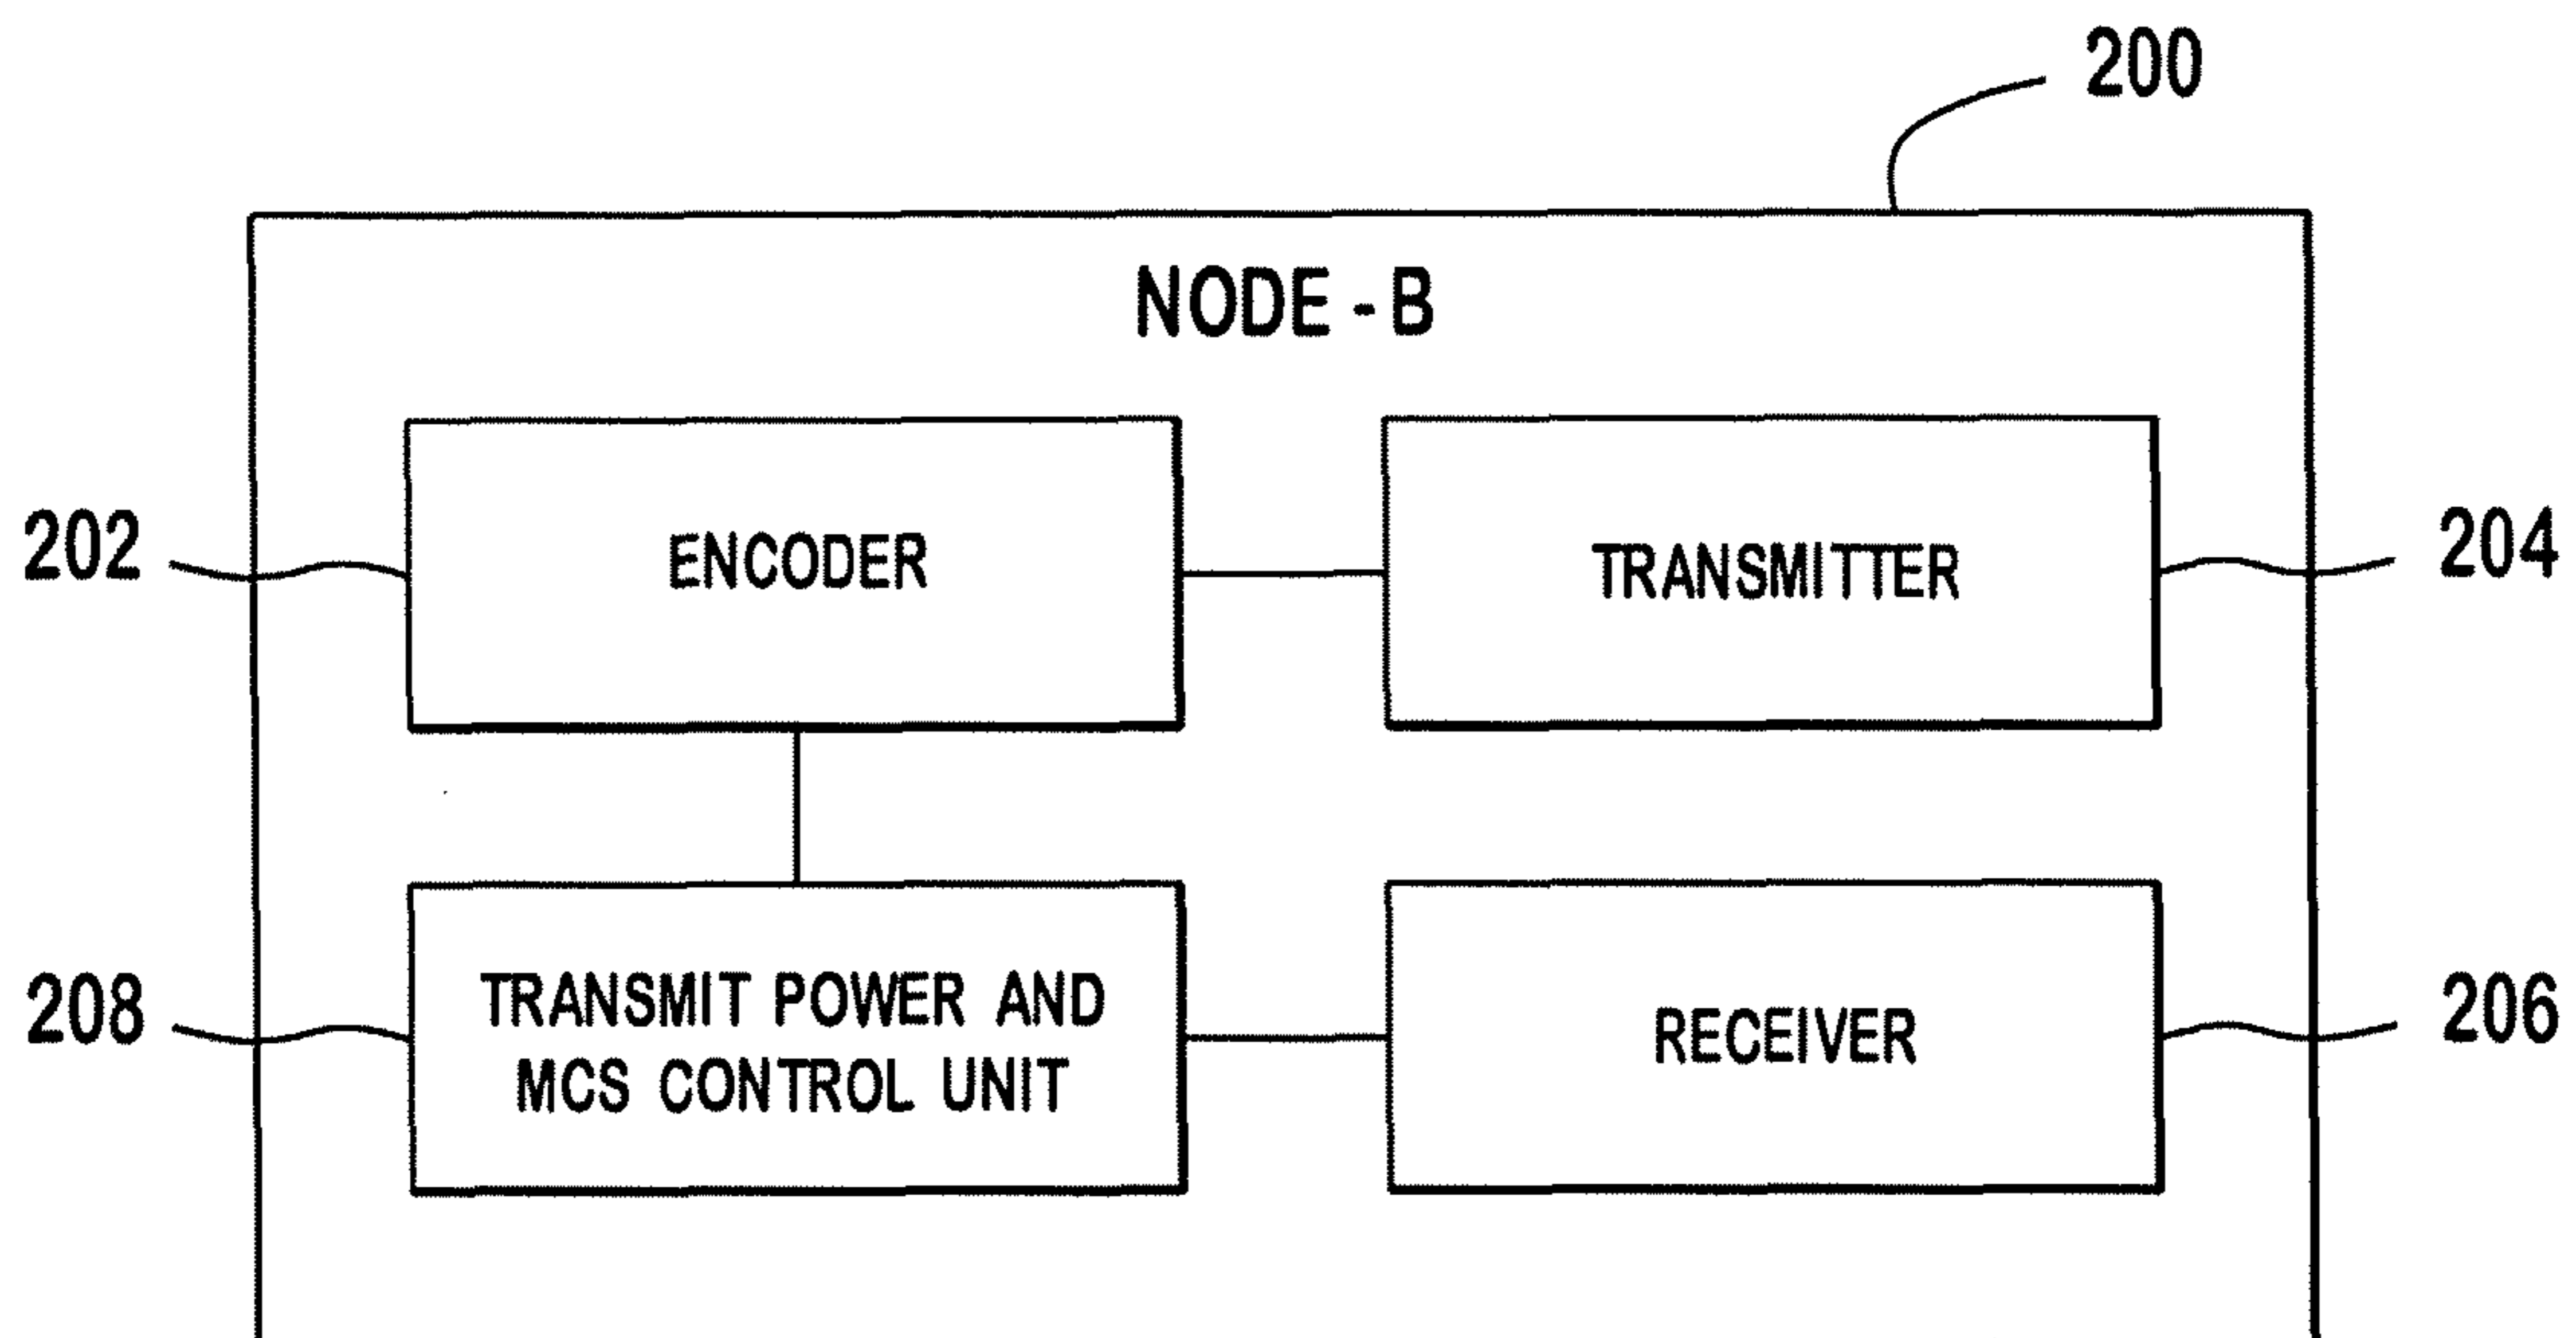 200
NODE - B
202
ENCODER
TRANSMITTER
204
208
TRANSMIT POWER AND
MCS CONTROL UNIT
RECEIVER
206